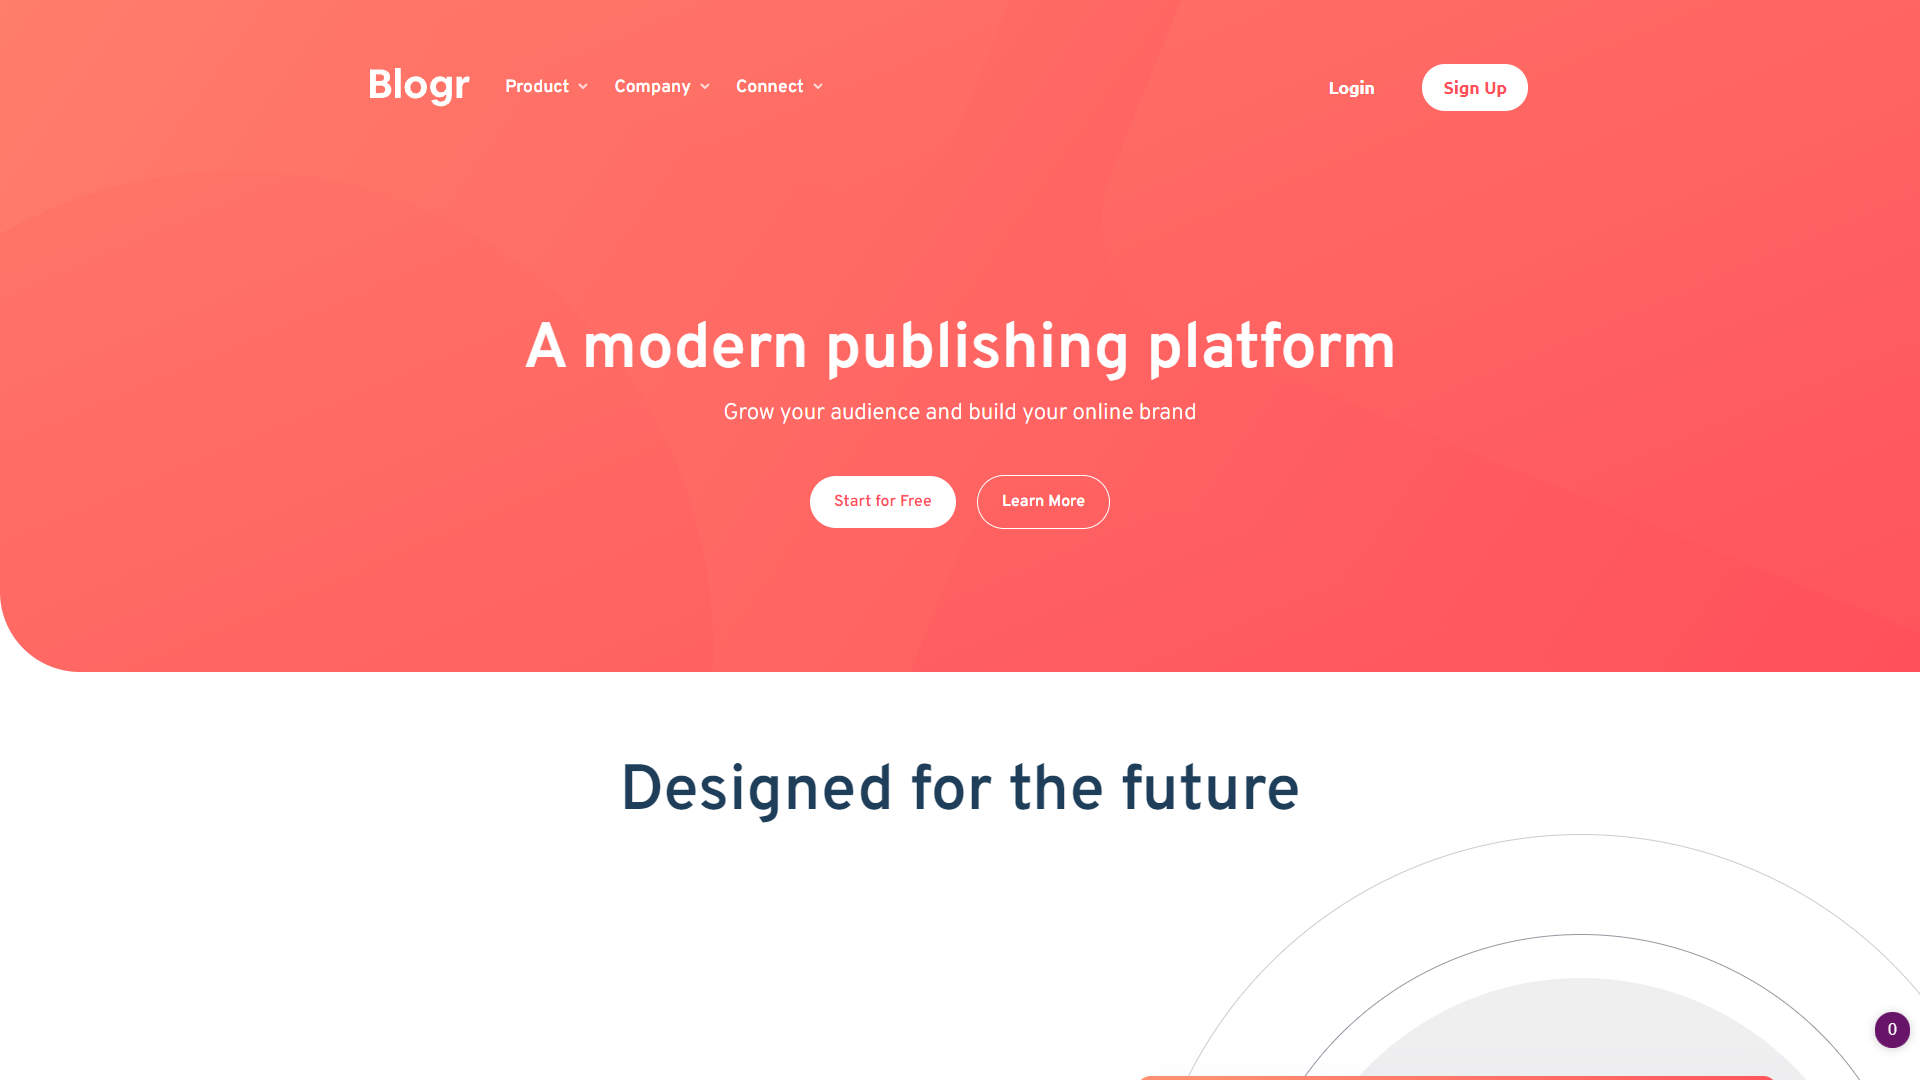 Blogr Product Company Connect Login Sign Up
A modern publishing platform
Grow your audience and build your online brand
Start for Free Learn More
Designed for the future
0